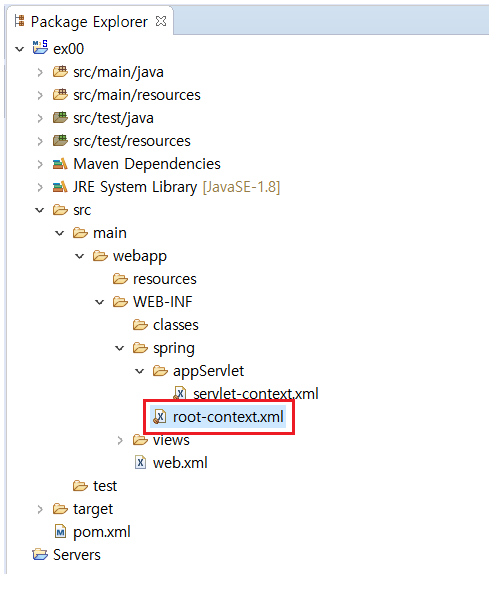 Package Explorer
ex00
src/main/java
src/main/resources
src/test/java
src/test/resources
Maven Dependencies
JRE System Library [JavaSE-1.8]
src
main
webapp
resources
WEB-INF
classes
spring
appServlet
servlet-context.xml
root-context.xml
views
web.xml
test
target
pom.xml
Servers